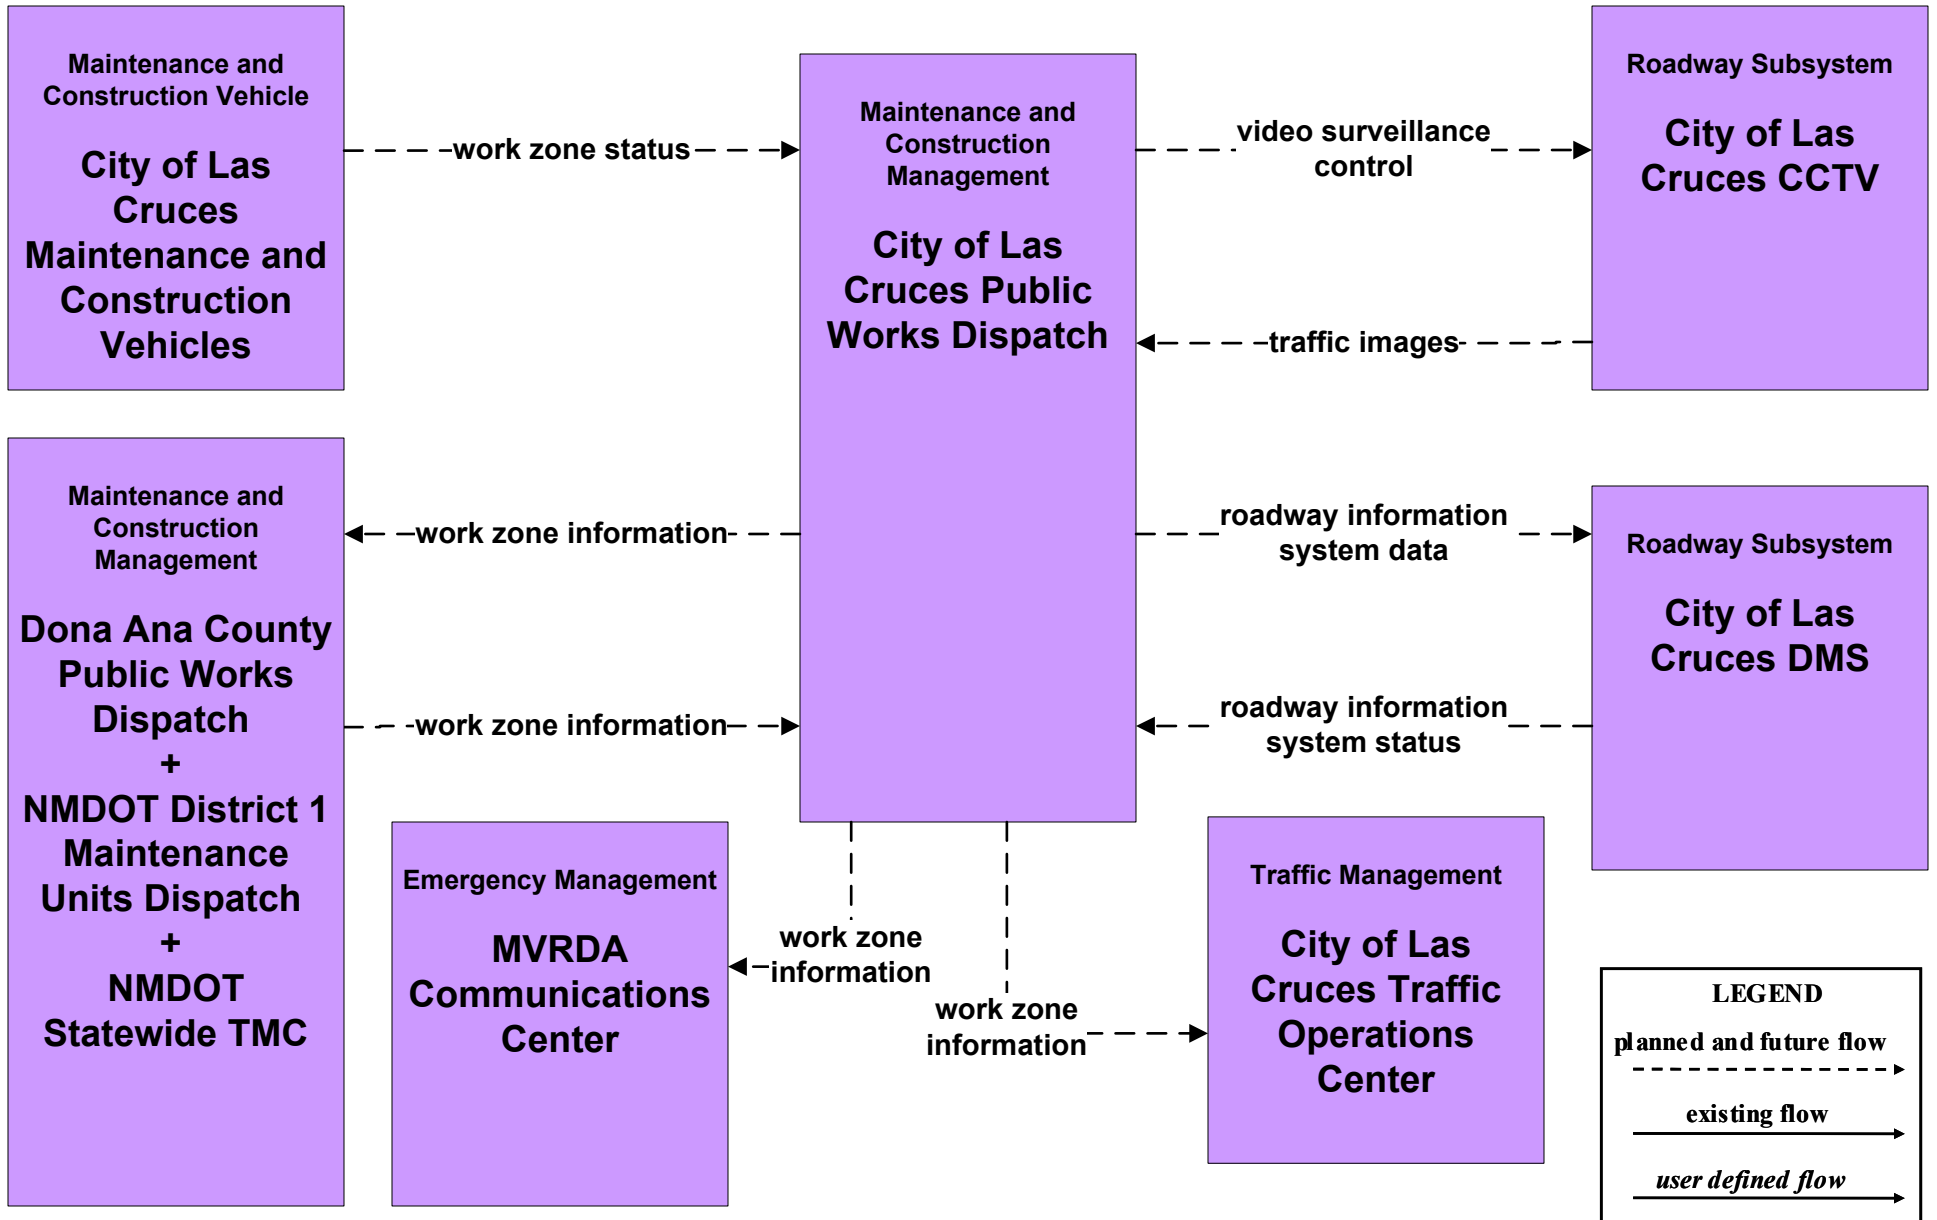 Maintenance and
Construction Vehicle
City of Las
Cruces
Maintenance and
Construction
Vehicles
work zone status
Maintenance and
Construction
Management
City of Las
Cruces Public
Works Dispatch
video surveillance
control
traffic images
Roadway Subsystem
City of Las
Cruces CCTV
Maintenance and
Construction
Management
Dona Ana County
Public Works
Dispatch
+
NMDOT District 1
Maintenance
Units Dispatch
+
NMDOT
Statewide TMC
work zone information
work zone information
roadway information
system data
roadway information
system status
Roadway Subsystem
City of Las
Cruces DMS
Emergency Management
MVRDA
Communications
Center
work zone
information
work zone
information
Traffic Management
City of Las
Cruces Traffic
Operations
Center
LEGEND
planned and future flow
existing flow
user defined flow